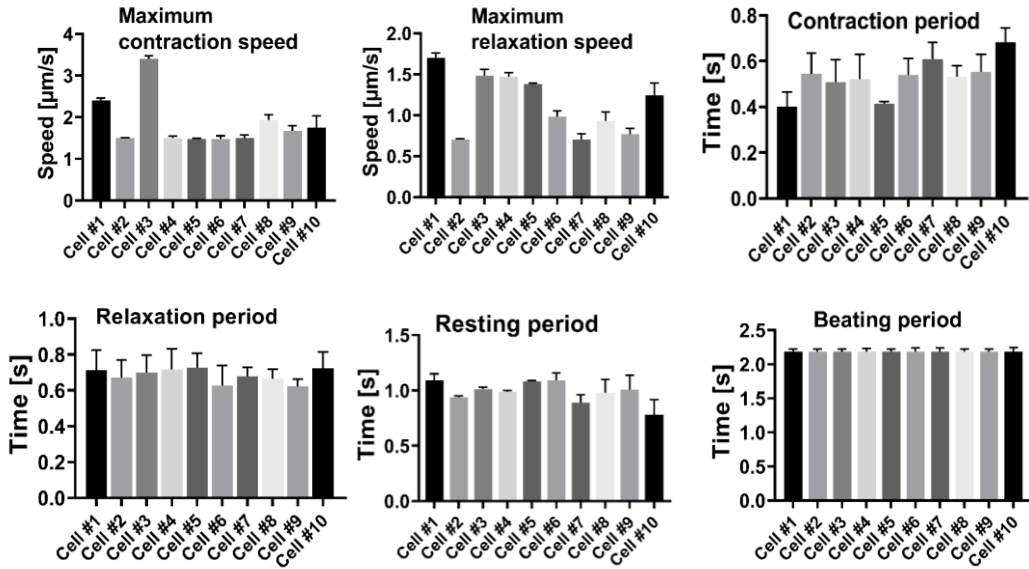 Maximum
contraction speed
Speed [µm/s]
4
3
2
1
0
Cell #1
Cell #2
Cell #3
Cell #4
Cell #5
Cell #6
Cell #7
Cell #8
Cell #9
Cell #10
Maximum
relaxation speed
Speed [µm/s]
2.0
1.5
1.0
0.5
0.0
Cell #1
Cell #2
Cell #3
Cell #4
Cell #5
Cell #6
Cell #7
Cell #8
Cell #9
Cell #10
Contraction period
Time [s]
0.8
0.6
0.4
0.2
0.0
Cell #1
Cell #2
Cell #3
Cell #4
Cell #5
Cell #6
Cell #7
Cell #8
Cell #9
Cell #10
Relaxation period
Time [s]
1.0
0.8
0.6
0.4
0.2
0.0
Cell #1
Cell #2
Cell #3
Cell #4
Cell #5
Cell #6
Cell #7
Cell #8
Cell #9
Cell #10
Resting period
Time [s]
1.5
1.0
0.5
0.0
Cell #1
Cell #2
Cell #3
Cell #4
Cell #5
Cell #6
Cell #7
Cell #8
Cell #9
Cell #10
Beating period
Time [s]
2.5
2.0
1.5
1.0
0.5
0.0
Cell #1
Cell #2
Cell #3
Cell #4
Cell #5
Cell #6
Cell #7
Cell #8
Cell #9
Cell #10